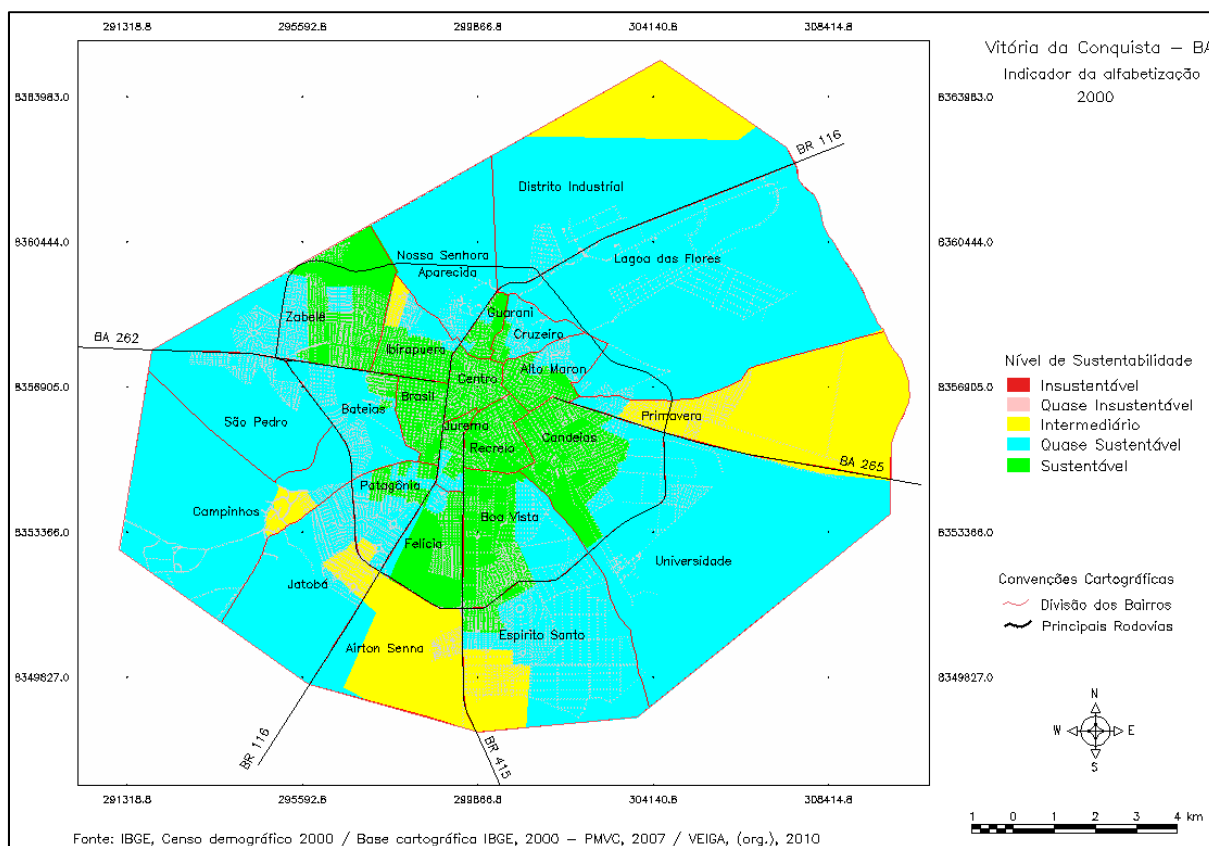 291318.8 295592.8 299866.8 304140.8 308414.8
Vitória da Conquista – BA
Indicador da alfabetização
2000
8363983.0 8363983.0
BR 116
Distrito Industrial
8360444.0 8360444.0
Nossa Senhora
Aparecida
Lagoa das Flores
Guarani
Zabelê
Cruzeiro
BA 262
Ibirapuera
Alto Maron
Nível de Sustentabilidade
Centro
Insustentável
8356905.0 8356905.0
Brasil
Quase Insustentável
Bateias
Primavera
São Pedro
Jurema
Intermediário
Candeias
Recreio
Quase Sustentável
BA 265
Sustentável
Patagônia
Campinhos
Boa Vista
8353366.0 8353366.0
Felícia
Universidade
Jatobá
Convenções Cartográficas
Divisão dos Bairros
Principais Rodovias
Espirito Santo
Airton Senna
8349827.0 8349827.0
N
W E
S
BR 116
BR 415
291318.8 295592.8 299866.8 304140.8 308414.8
1 0 1 2 3 4 km
Fonte: IBGE, Censo demográfico 2000 / Base cartográfica IBGE, 2000 – PMVC, 2007 / VEIGA, (org.), 2010